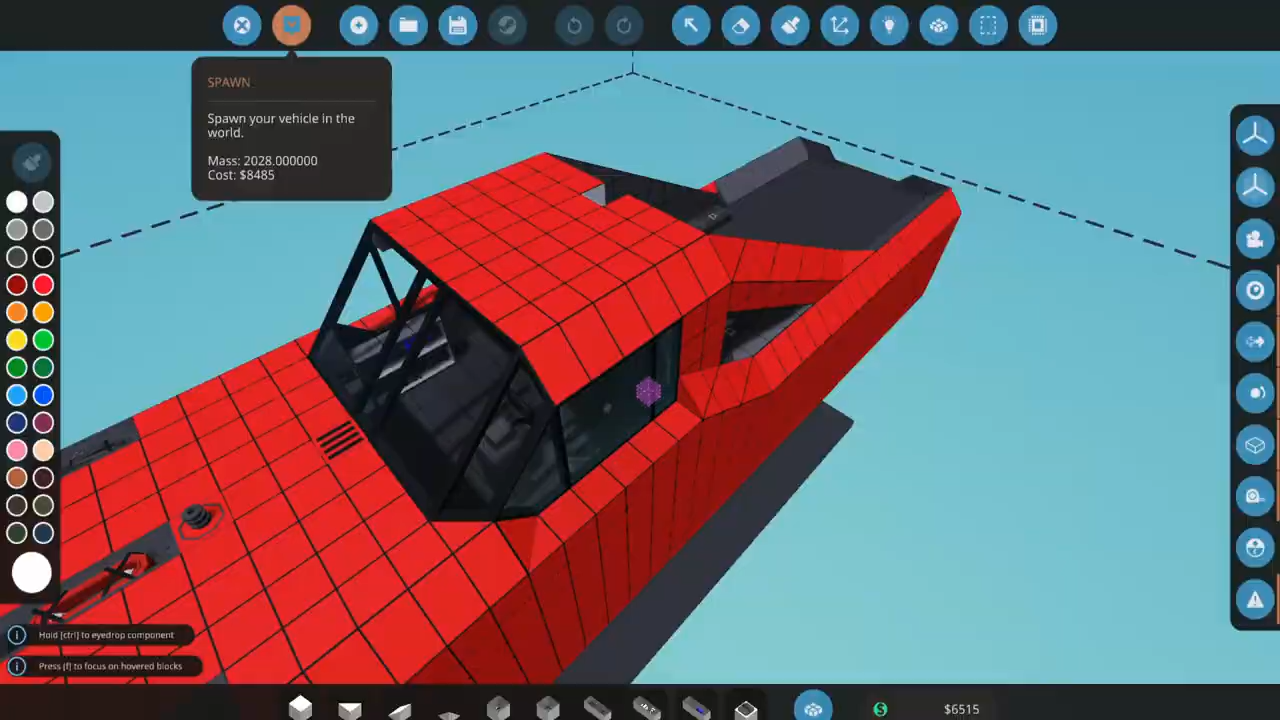 SPAWN
Spawn your vehicle in the
world.
Mass: 2028.000000
Cost: $8485
Hold [ctrl] to eyedrop component
Press [f] to focus on hovered blocks
$6515